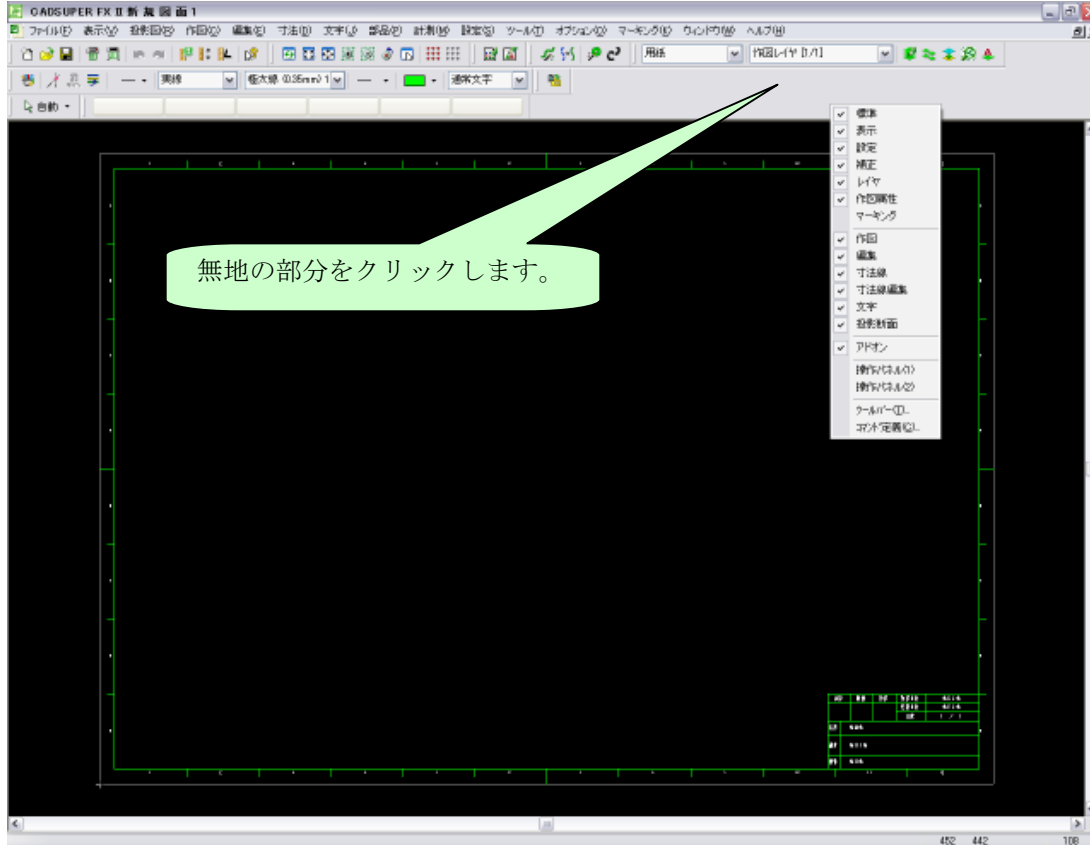 CADSUPER FX II 新規図面1
ファイル(F) 表示(V) 投影図(X) 作図(C) 編集(E) 寸法(D) 文字(J) 部品(P) 計測(M) 設定(S) ツール(T) オプション(O) マーキング(R) ウィンドウ(W) ヘルプ(H)
用紙 作図レイヤ [1/1]
実線 極太線 (0.35mm) 1 通常文字
自動
標準
表示
設定
補正
レイヤ
作図属性
マーキング
作図
編集
寸法線
寸法線編集
文字
投影断面
アドオン
操作パネル(1)
操作パネル(2)
ツールバー(T)...
コマンド定義(C)...
無地の部分をクリックします。
452 442 108